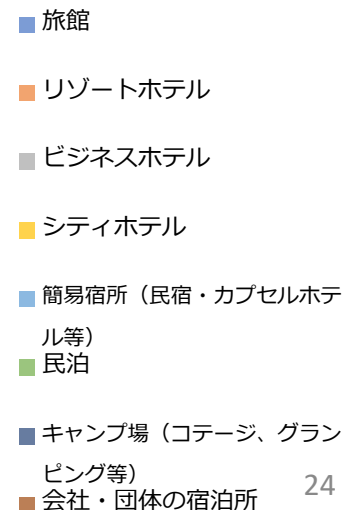 旅館
リゾートホテル
ビジネスホテル
シティホテル
簡易宿所（民宿・カプセルホテ
ル等）
民泊
キャンプ場（コテージ、グラン
ピング等）
会社・団体の宿泊所
24